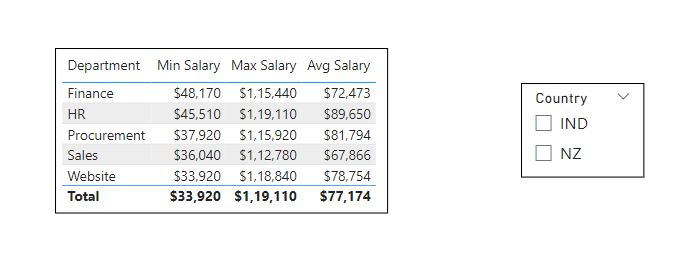 Department Min Salary Max Salary Avg Salary
Finance $48,170 $1,15,440 $72,473
HR $45,510 $1,19,110 $89,650
Procurement $37,920 $1,15,920 $81,794
Sales $36,040 $1,12,780 $67,866
Website $33,920 $1,18,840 $78,754
Total $33,920 $1,19,110 $77,174
Country
IND
NZ